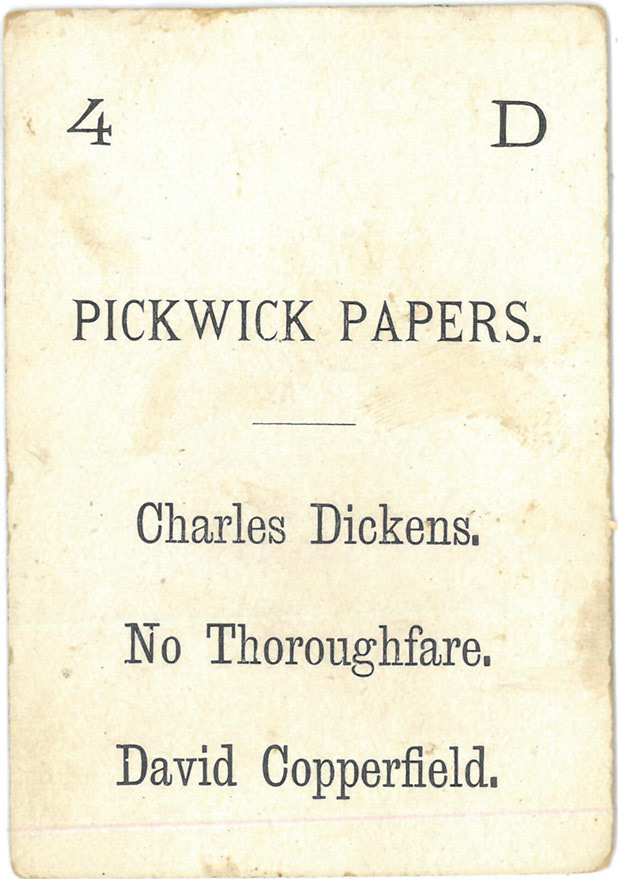 4 D
PICKWICK PAPERS.
Charles Dickens.
No Thoroughfare.
David Copperfield.